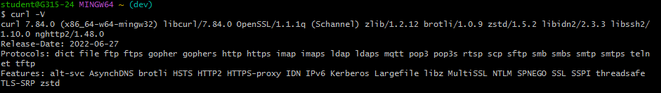 student@G315-24 MINGW64 ~ (dev)
$ curl -V
curl 7.84.0 (x86_64-w64-mingw32) libcurl/7.84.0 OpenSSL/1.1.1q (Schannel) zlib/1.2.12 brotli/1.0.9 zstd/1.5.2 libidn2/2.3.3 libssh2/
1.10.0 nghttp2/1.48.0
Release-Date: 2022-06-27
Protocols: dict file ftp ftps gopher gophers http https imap imaps ldap ldaps mqtt pop3 pop3s rtsp scp sftp smb smbs smtp smtps teln
et tftp
Features: alt-svc AsynchDNS brotli HSTS HTTP2 HTTPS-proxy IDN IPv6 Kerberos Largefile libz MultiSSL NTLM SPNEGO SSL SSPI threadsafe
TLS-SRP zstd